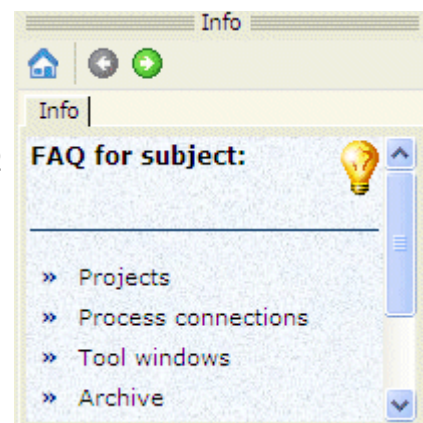 Info
Info
FAQ for subject:
» Projects
» Process connections
» Tool windows
» Archive